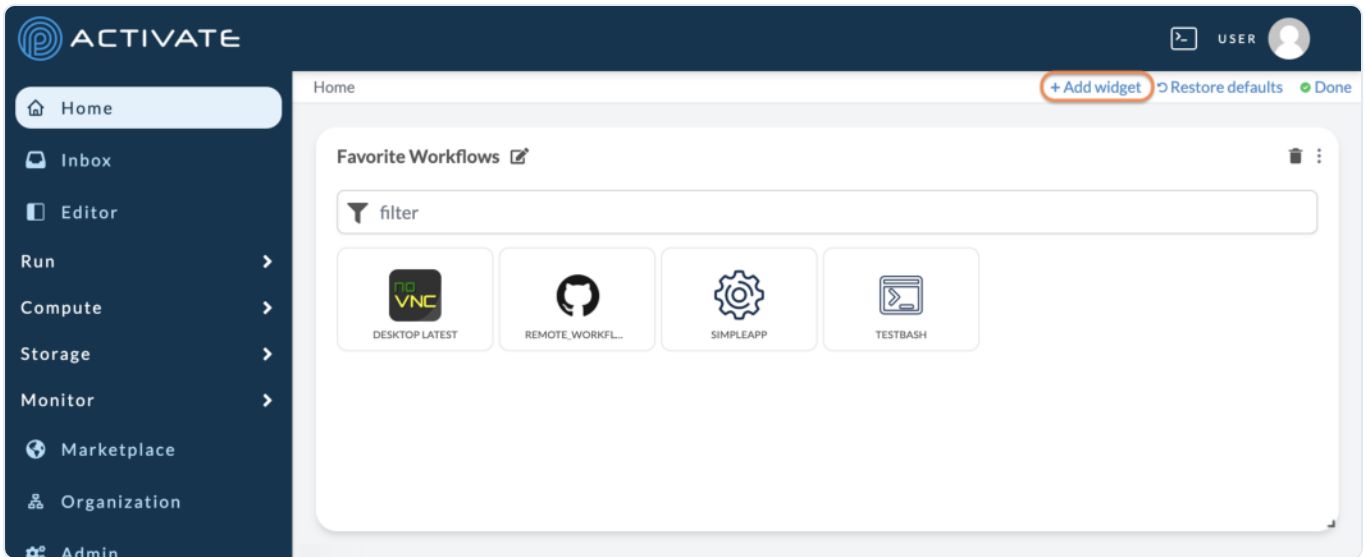 ACTIVATE
USER
Home
Inbox
Editor
Run
Compute
Storage
Monitor
Marketplace
Organization
Admin
Home
+ Add widget
Restore defaults
Done
Favorite Workflows
filter
no
VNC
DESKTOP LATEST
REMOTE_WORKFL...
SIMPLEAPP
TESTBASH